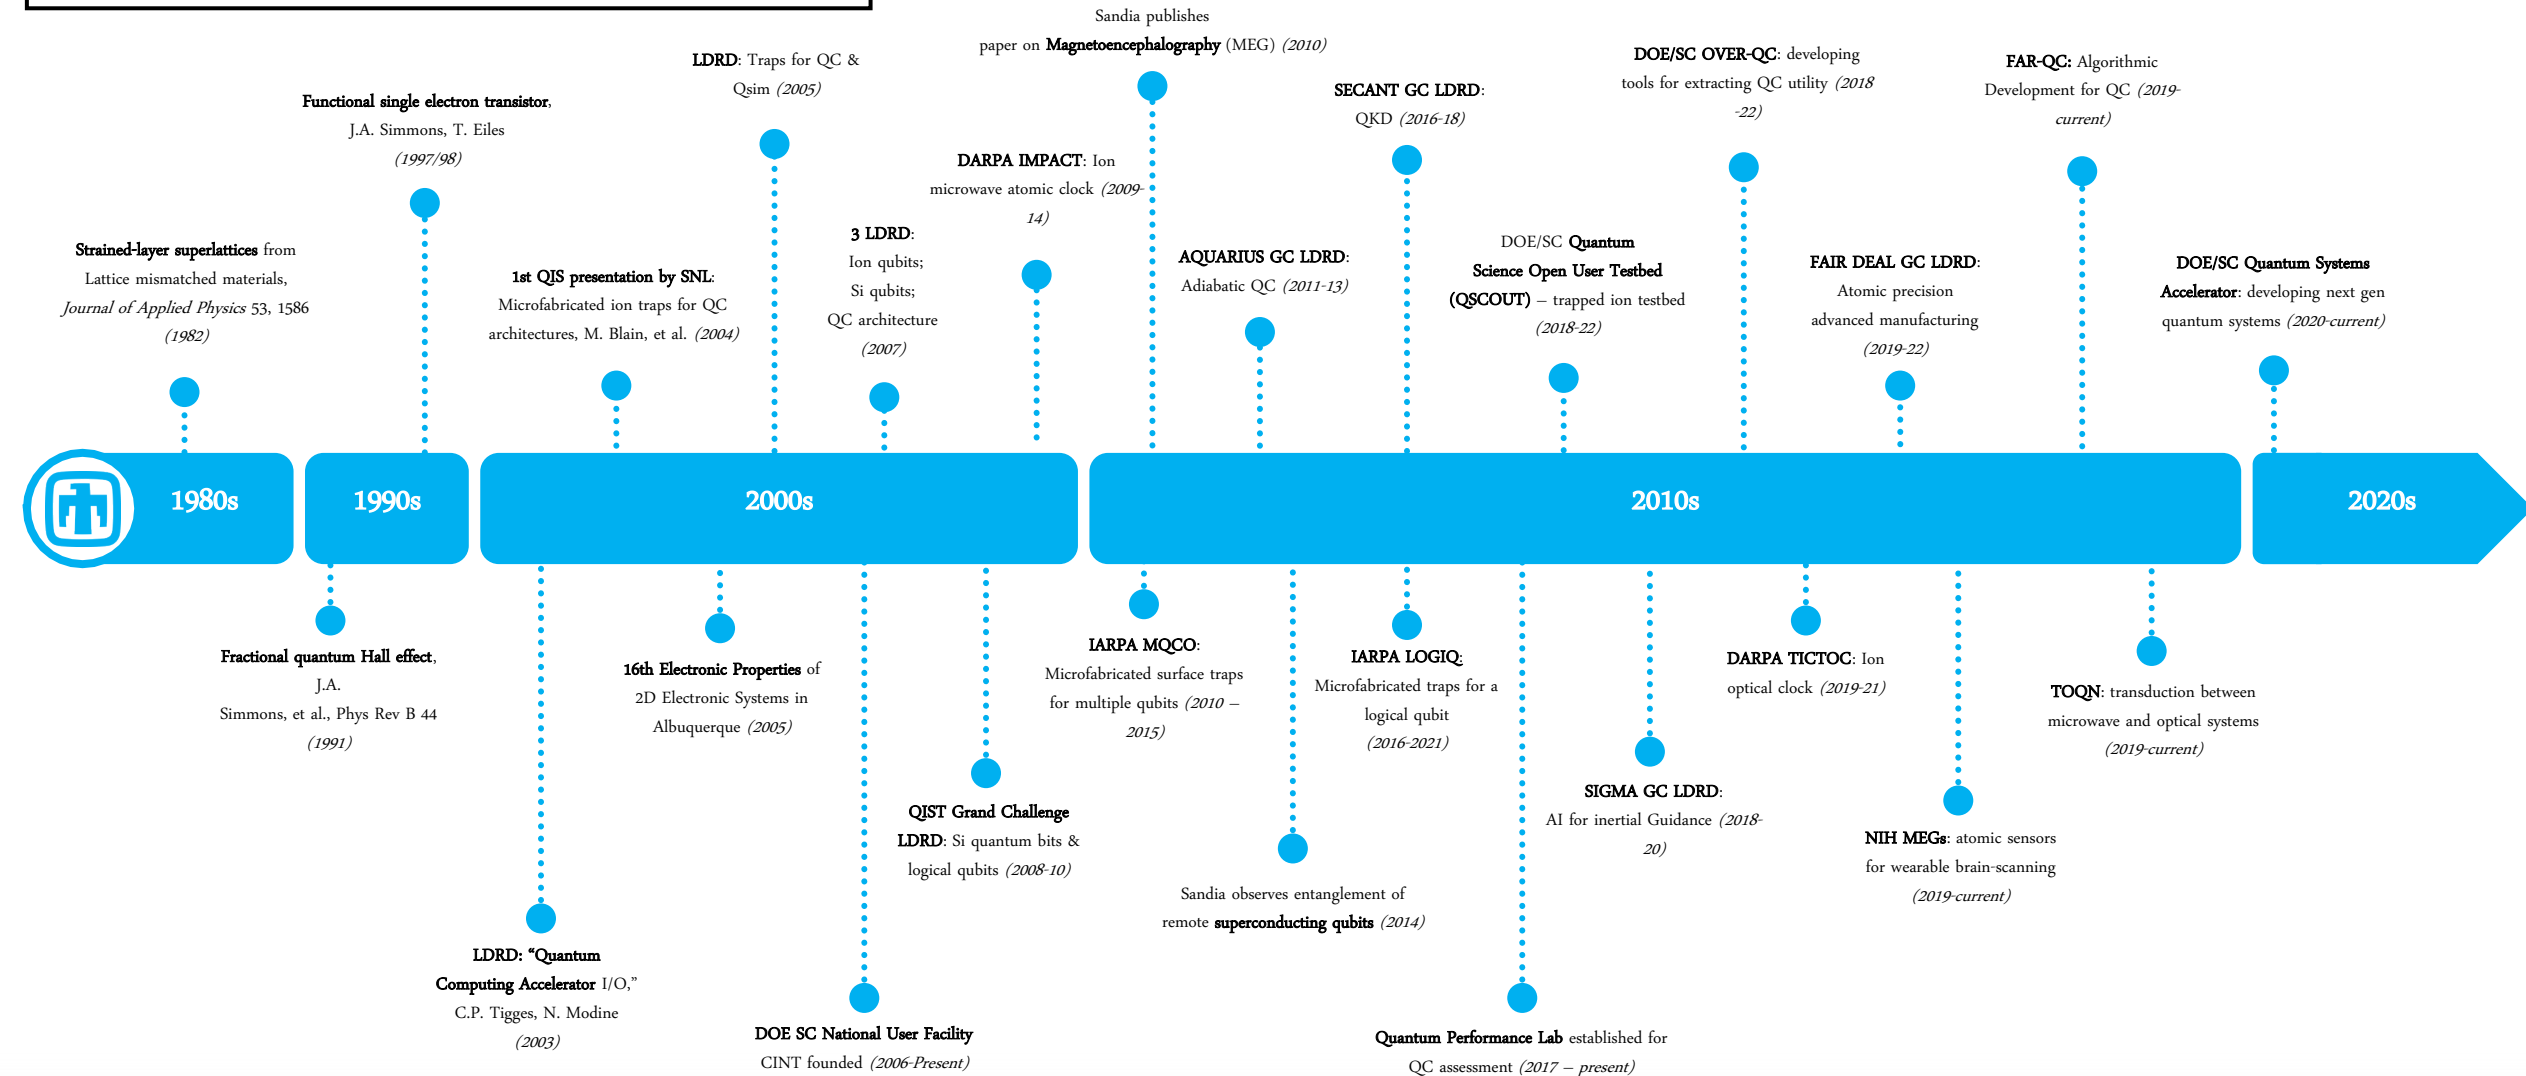 Sandia publishes
paper on Magnetoencephalography (MEG) (2010)
LDRD: Traps for QC &
Qsim (2005)
DOE/SC OVER-QC: developing
tools for extracting QC utility (2018
-22)
FAR-QC: Algorithmic
Development for QC (2019-
current)
Functional single electron transistor,
J.A. Simmons, T. Eiles
(1997/98)
SECANT GC LDRD:
QKD (2016-18)
DARPA IMPACT: Ion
microwave atomic clock (2009-
14)
Strained-layer superlattices from
Lattice mismatched materials,
Journal of Applied Physics 53, 1586
(1982)
1st QIS presentation by SNL:
Microfabricated ion traps for QC
architectures, M. Blain, et al. (2004)
3 LDRD:
Ion qubits;
Si qubits;
QC architecture
(2007)
AQUARIUS GC LDRD:
Adiabatic QC (2011-13)
DOE/SC Quantum
Science Open User Testbed
(QSCOUT) – trapped ion testbed
(2018-22)
FAIR DEAL GC LDRD:
Atomic precision
advanced manufacturing
(2019-22)
DOE/SC Quantum Systems
Accelerator: developing next gen
quantum systems (2020-current)
1980s
1990s
2000s
2010s
2020s
Fractional quantum Hall effect,
J.A.
Simmons, et al., Phys Rev B 44
(1991)
16th Electronic Properties of
2D Electronic Systems in
Albuquerque (2005)
IARPA MQCO:
Microfabricated surface traps
for multiple qubits (2010 –
2015)
IARPA LOGIQ:
Microfabricated traps for a
logical qubit
(2016-2021)
DARPA TICTOC: Ion
optical clock (2019-21)
TOQN: transduction between
microwave and optical systems
(2019-current)
QIST Grand Challenge
LDRD: Si quantum bits &
logical qubits (2008-10)
SIGMA GC LDRD:
AI for inertial Guidance (2018-
20)
NIH MEGs: atomic sensors
for wearable brain-scanning
(2019-current)
Sandia observes entanglement of
remote superconducting qubits (2014)
LDRD: “Quantum
Computing Accelerator I/O,”
C.P. Tigges, N. Modine
(2003)
DOE SC National User Facility
CINT founded (2006-Present)
Quantum Performance Lab established for
QC assessment (2017 – present)